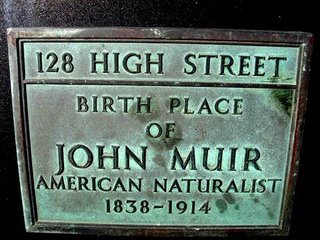 128 HIGH STREET
BIRTH PLACE
OF
JOHN MUIR
AMERICAN NATURALIST
1838-1914